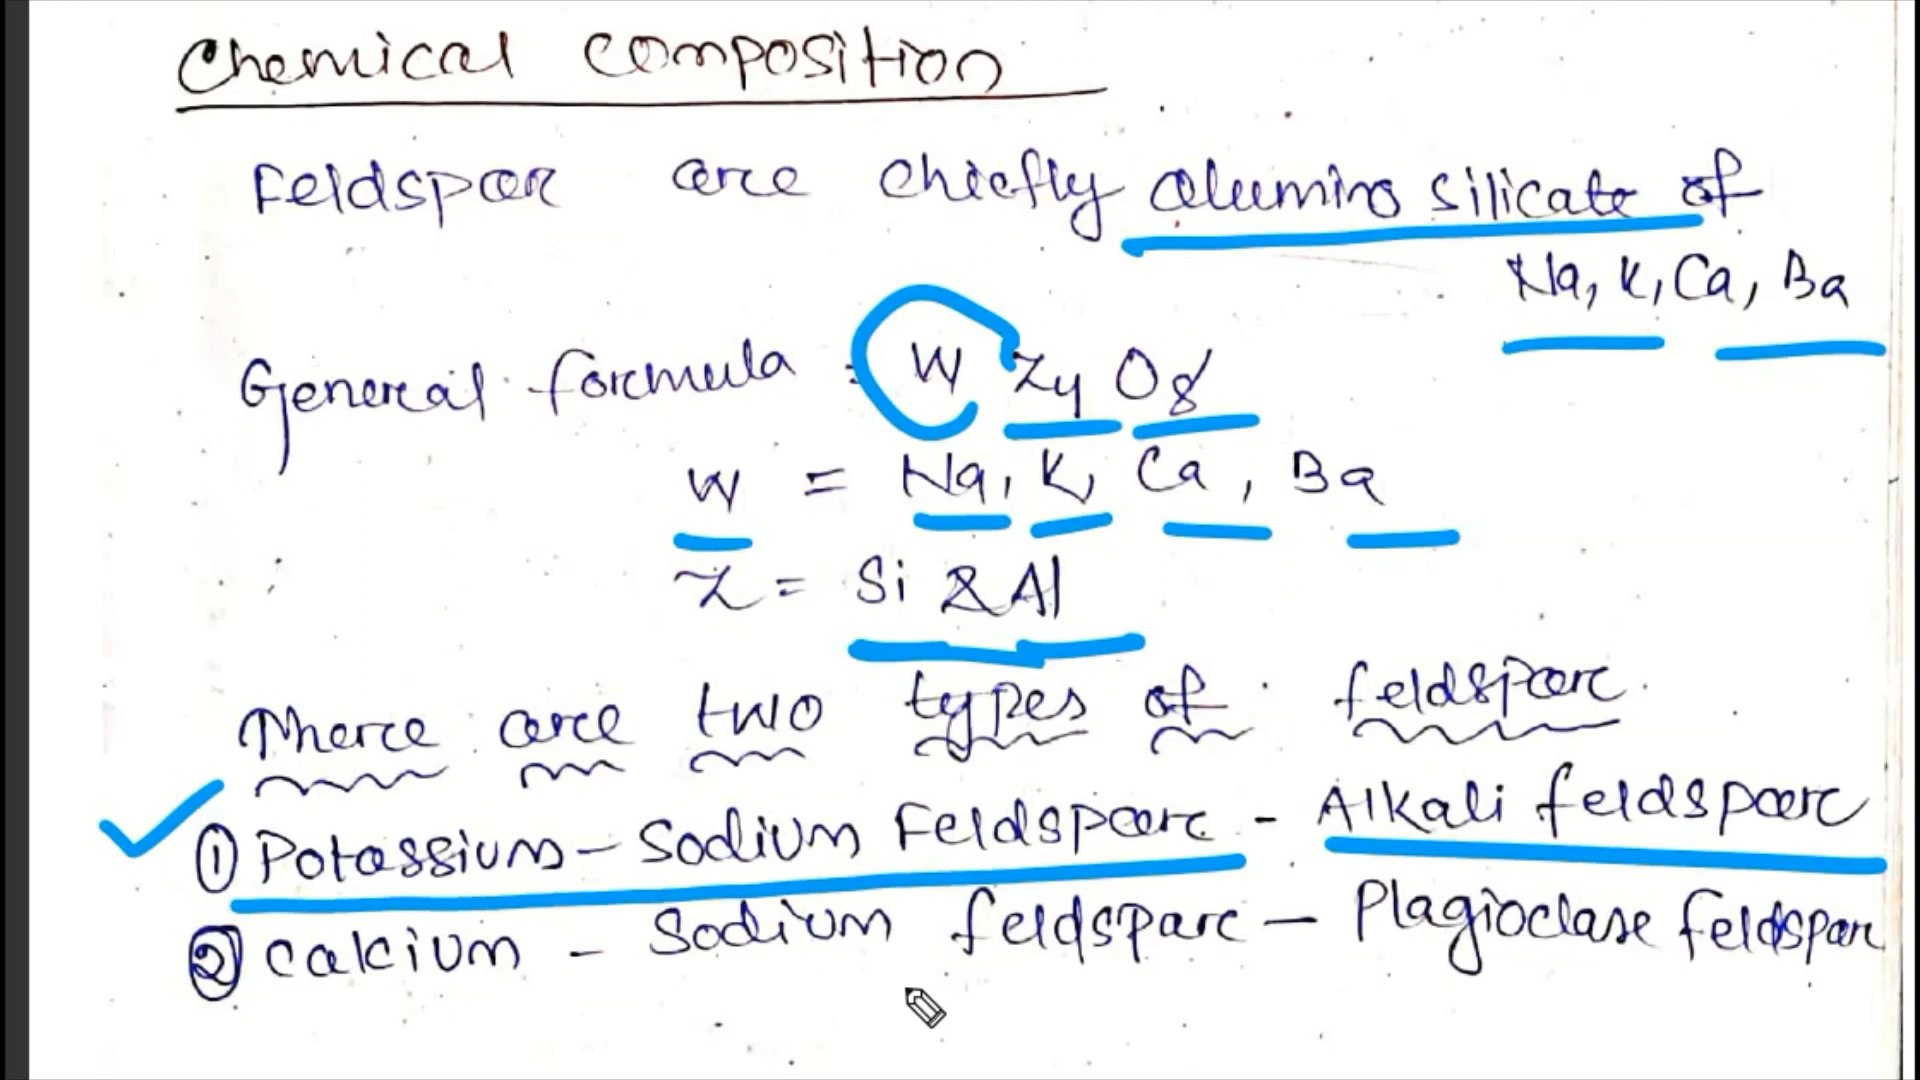 Chemical composition
Feldspar are chiefly alumino silicate of
Na, K, Ca, Ba
General formula : W Z4 O8
W = Na, K, Ca, Ba
Z = Si & Al
There are two types of feldspar.
① Potassium - Sodium Feldspar - Alkali feldspar
② Calcium - Sodium feldspar - Plagioclase feldspar